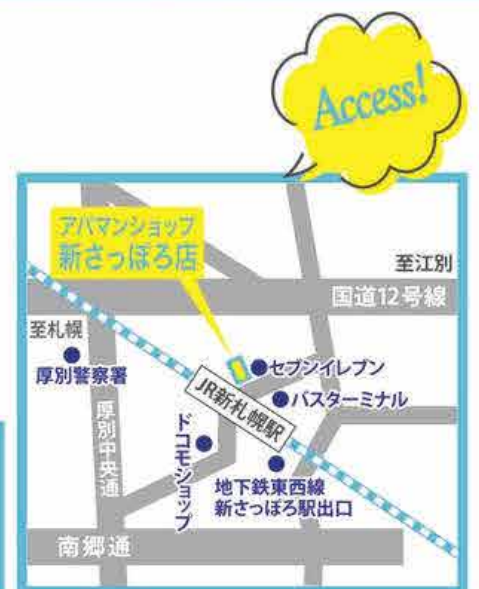 Access!
アパマンショップ
新さっぽろ店
至江別
国道12号線
至札幌
厚別警察署
セブンイレブン
JR新札幌駅
バスターミナル
厚別中央通
ドコモショップ
地下鉄東西線
新さっぽろ駅出口
南郷通